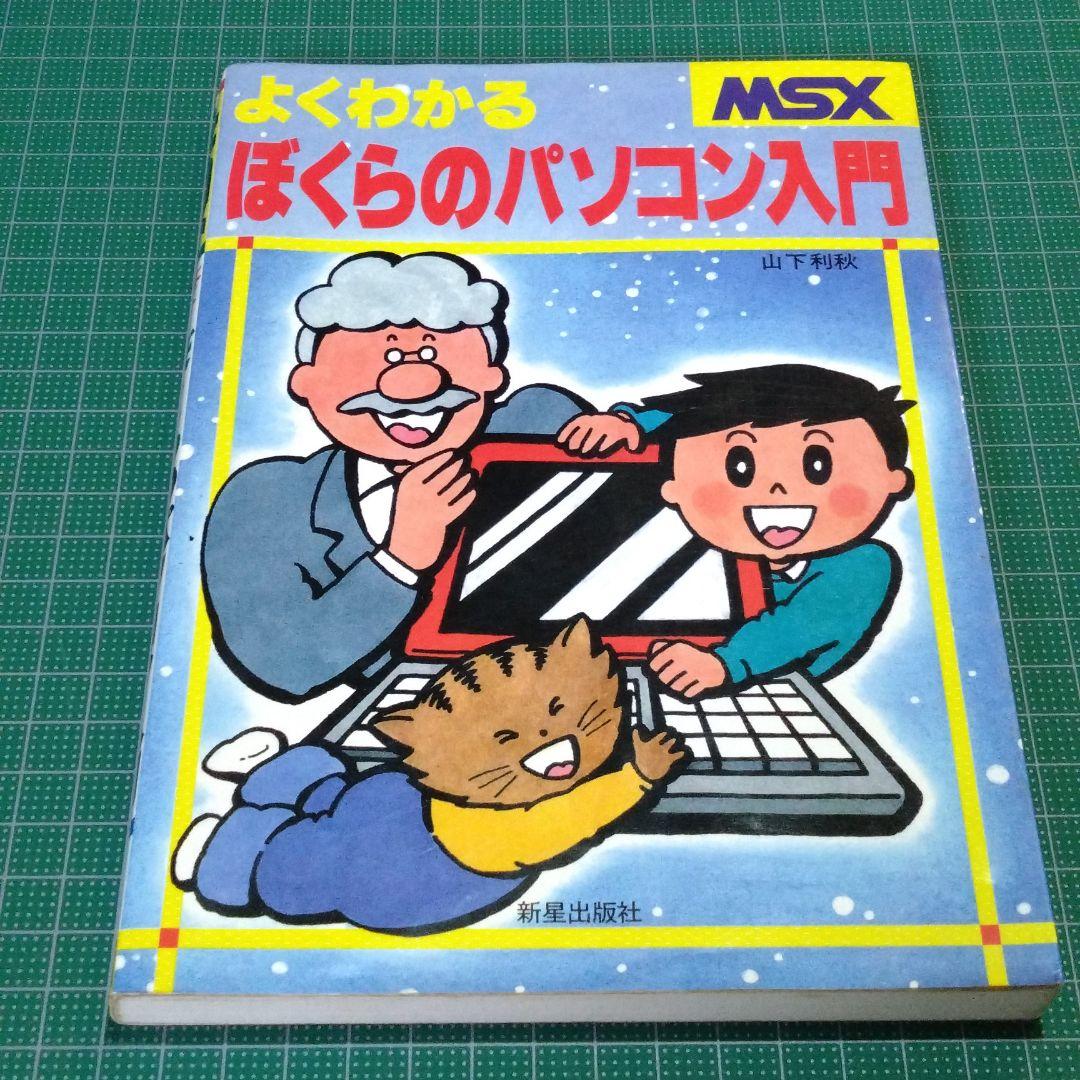 よくわかる
MSX
ぼくらのパソコン入門
山下利秋
新星出版社